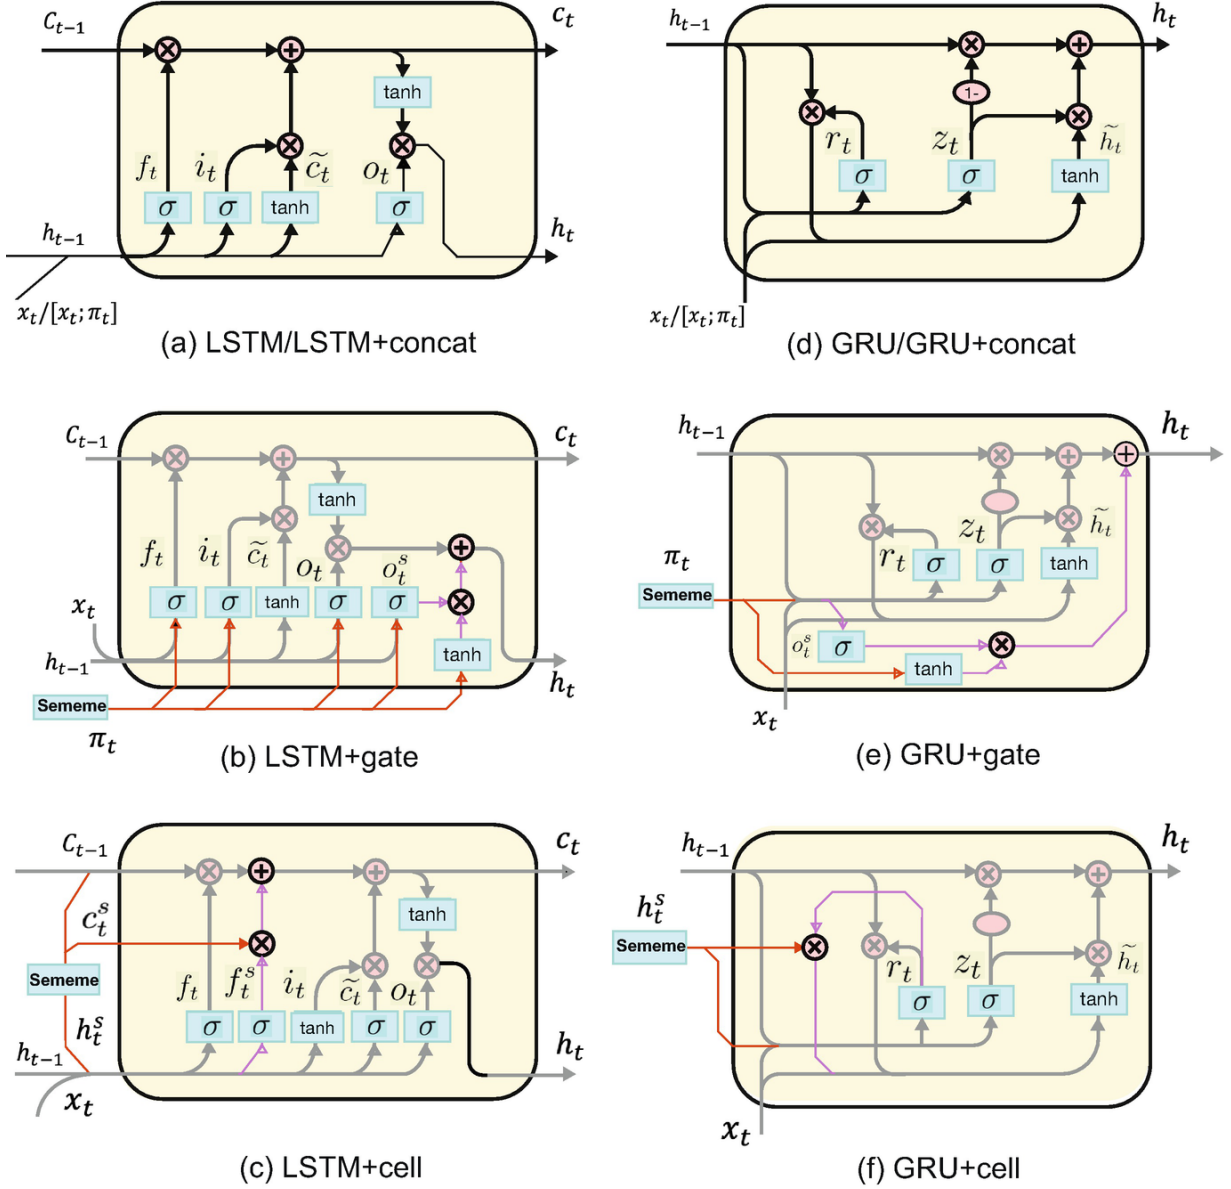 C_{t−1} c_t
tanh
f_t i_t c̃_t o_t
σ σ tanh σ
h_{t−1} h_t
x_t/[x_t; π_t]
(a) LSTM/LSTM+concat
h_{t−1} h_t
1-
r_t z_t h̃_t
σ σ tanh
x_t/[x_t; π_t]
(d) GRU/GRU+concat
C_{t−1} c_t
tanh
f_t i_t c̃_t o_t o_t^s
σ σ tanh σ σ
x_t
tanh
h_{t−1} h_t
Sememe
π_t
(b) LSTM+gate
h_{t−1} h_t
π_t r_t z_t h̃_t
Sememe σ σ tanh
o_t^s σ
tanh
x_t
(e) GRU+gate
C_{t−1} c_t
c_t^s tanh
Sememe f_t f_t^s i_t c̃_t o_t
h_t^s σ σ tanh σ σ
h_{t−1} h_t
x_t
(c) LSTM+cell
h_{t−1} h_t
h_t^s
Sememe r_t z_t h̃_t
σ σ tanh
x_t
(f) GRU+cell